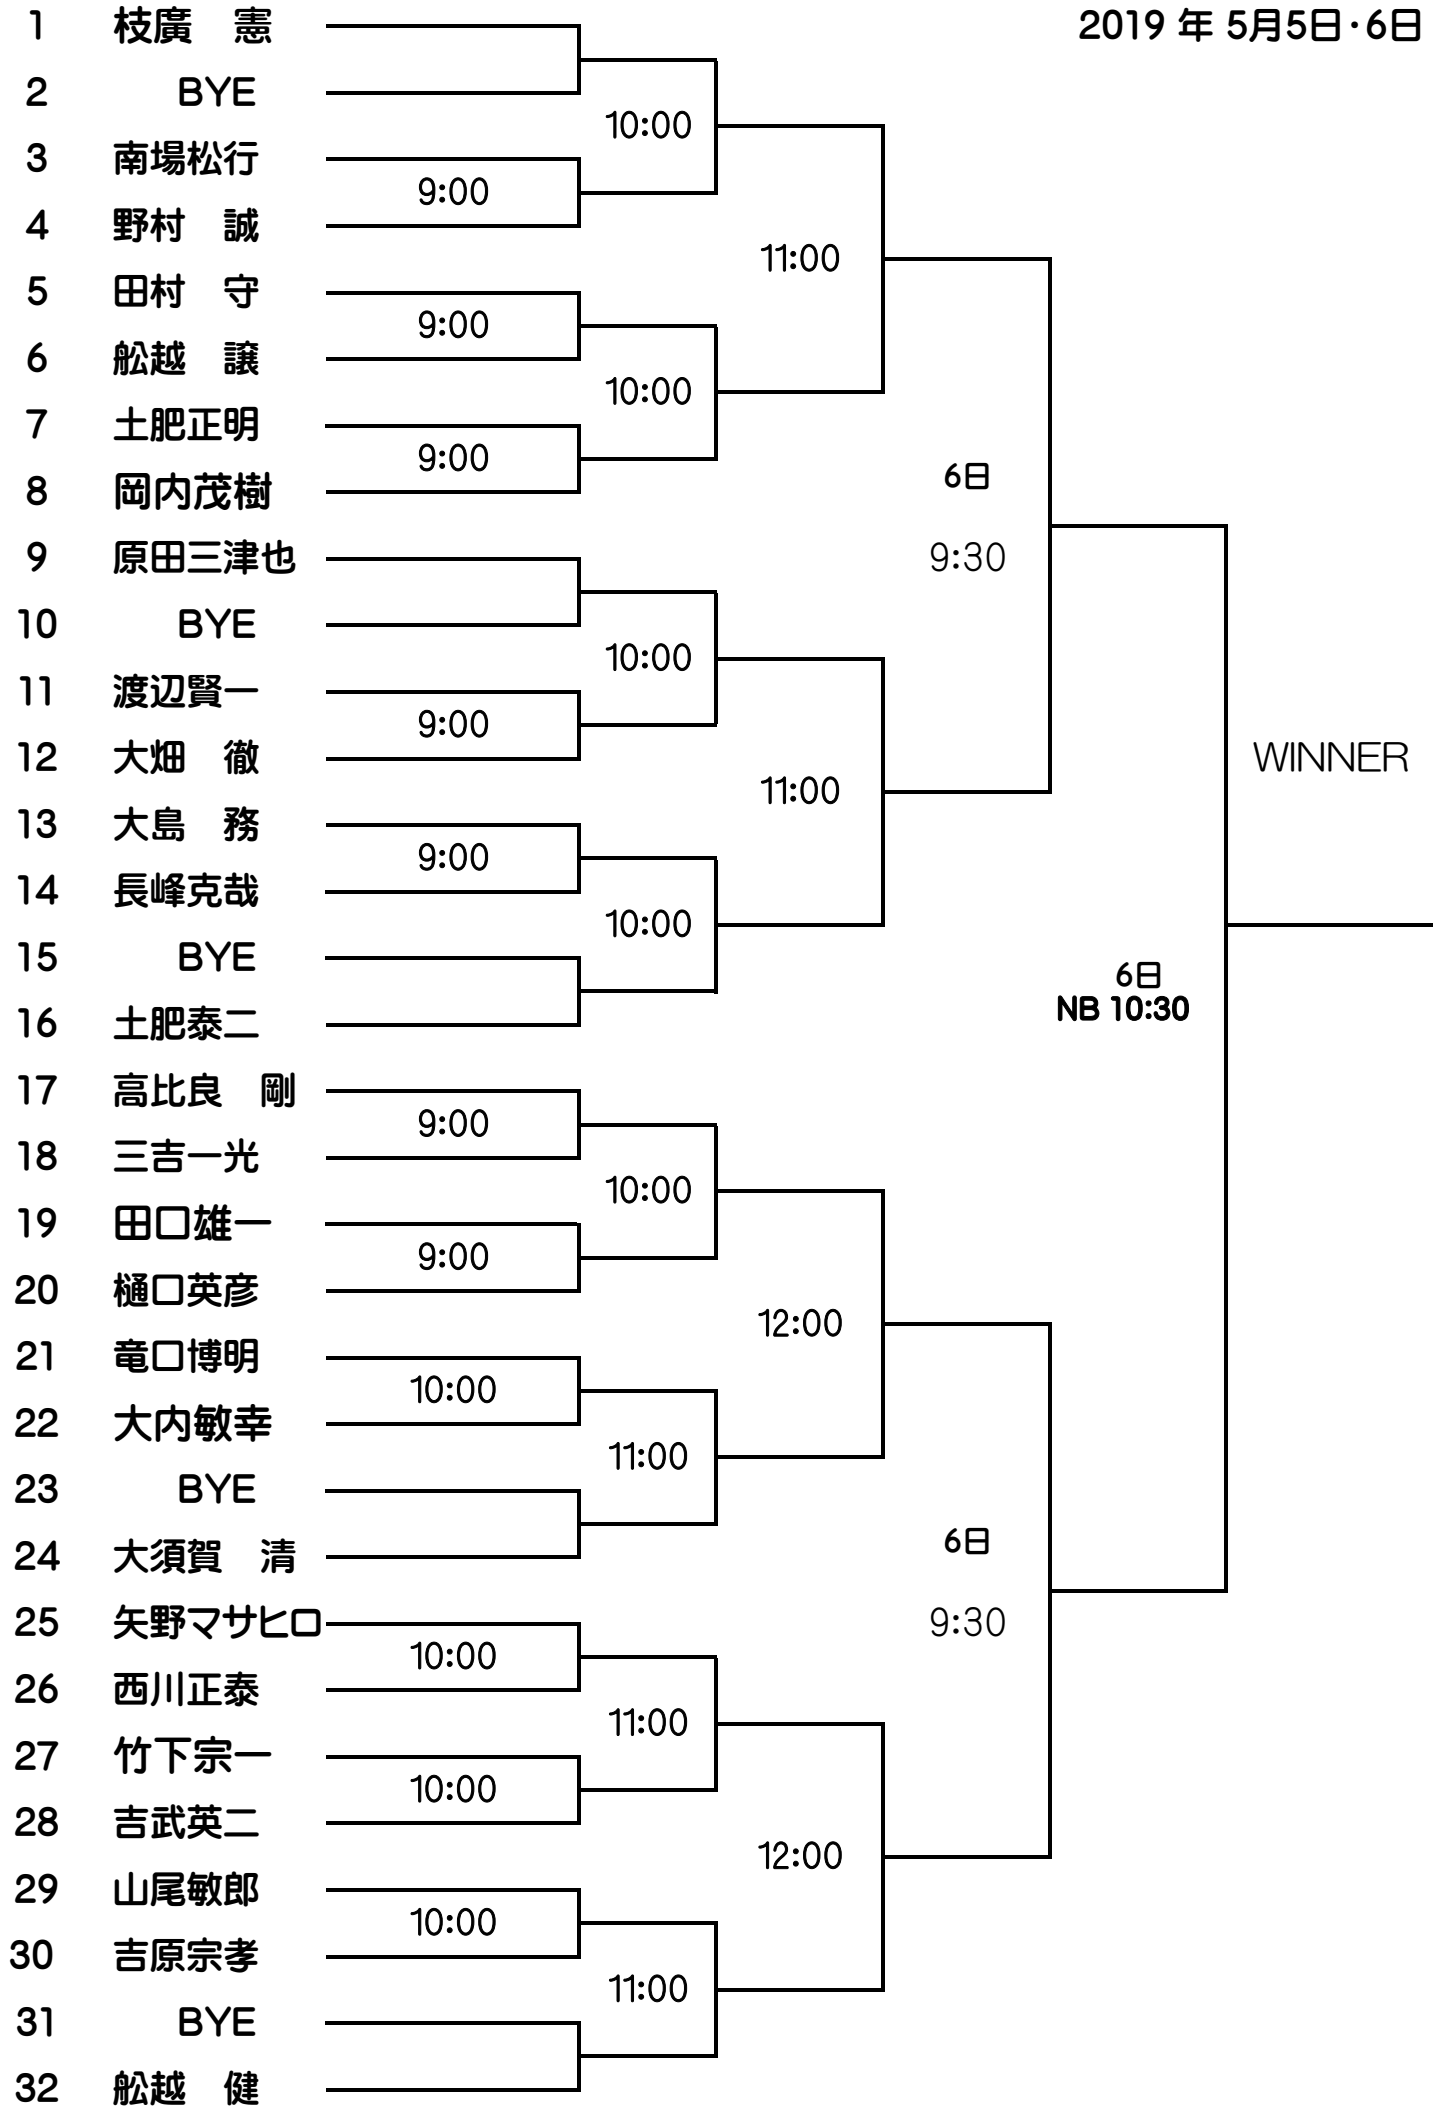 2019 年 5月5日・6日
1 枝廣　憲
2 BYE
10:00
3 南場松行
9:00
4 野村　誠
11:00
5 田村　守
9:00
6 舩越　譲
10:00
7 土肥正明
9:00
6日
8 岡内茂樹
9 原田三津也
9:30
10 BYE
10:00
11 渡辺賢一
9:00
12 大畑　徹
WINNER
11:00
13 大島　務
9:00
14 長峰克哉
10:00
15 BYE
6日
NB 10:30
16 土肥泰二
17 高比良　剛
9:00
18 三吉一光
10:00
19 田口雄一
9:00
20 樋口英彦
12:00
21 竜口博明
10:00
22 大内敏幸
11:00
23 BYE
6日
24 大須賀　清
25 矢野マサヒロ
9:30
10:00
26 西川正泰
11:00
27 竹下宗一
10:00
28 吉武英二
12:00
29 山尾敏郎
10:00
30 吉原宗孝
11:00
31 BYE
32 舩越　健